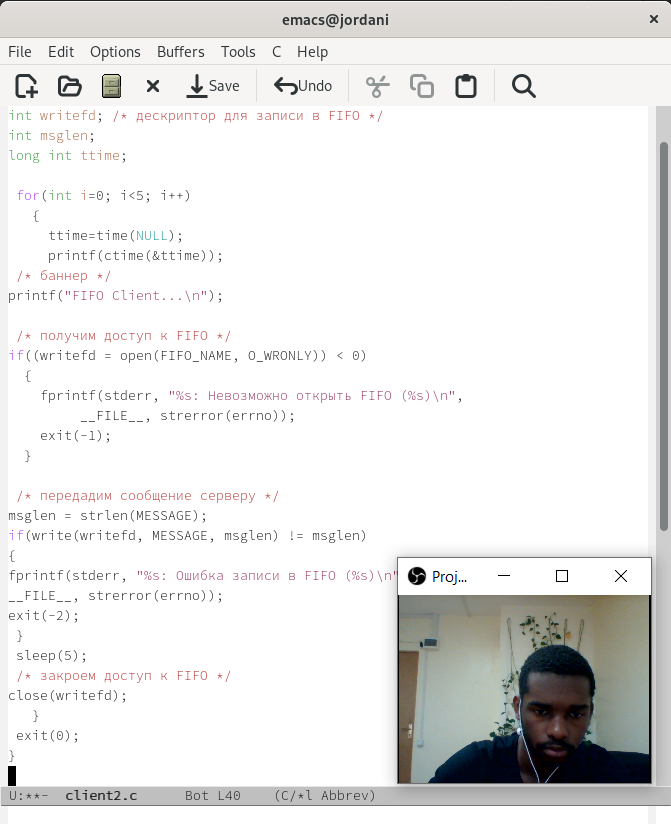 emacs@jordani
File Edit Options Buffers Tools C Help
Save Undo
int writefd; /* дескриптор для записи в FIFO */
int msglen;
long int ttime;
for(int i=0; i<5; i++)
{
ttime=time(NULL);
printf(ctime(&ttime));
/* баннер */
printf("FIFO Client...\n");
/* получим доступ к FIFO */
if((writefd = open(FIFO_NAME, O_WRONLY)) < 0)
{
fprintf(stderr, "%s: Невозможно открыть FIFO (%s)\n",
__FILE__, strerror(errno));
exit(-1);
}
/* передадим сообщение серверу */
msglen = strlen(MESSAGE);
if(write(writefd, MESSAGE, msglen) != msglen)
{
fprintf(stderr, "%s: Ошибка записи в FIFO (%s)\n"
__FILE__, strerror(errno));
exit(-2);
}
sleep(5);
/* закроем доступ к FIFO */
close(writefd);
}
exit(0);
}
Proj...
U:**- client2.c Bot L40 (C/*l Abbrev)